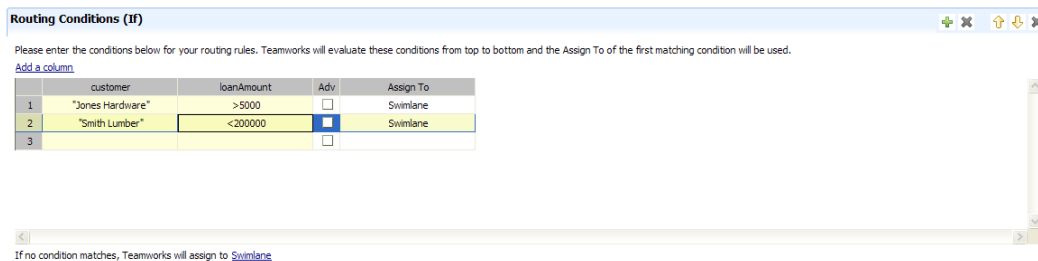 Routing Conditions (If)
Please enter the conditions below for your routing rules. Teamworks will evaluate these conditions from top to bottom and the Assign To of the first matching condition will be used.
Add a column
customer loanAmount Adv Assign To
1 "Jones Hardware" >5000 Swimlane
2 "Smith Lumber" <200000 Swimlane
3
If no condition matches, Teamworks will assign to Swimlane